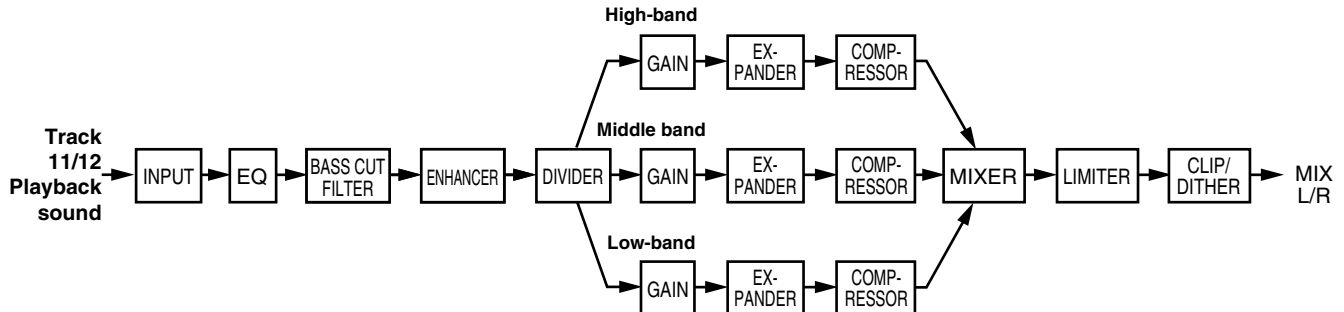 High-band
GAIN
EX-
PANDER
COMP-
RESSOR
Track
11/12
Playback
sound
INPUT
EQ
BASS CUT
FILTER
ENHANCER
DIVIDER
Middle band
GAIN
EX-
PANDER
COMP-
RESSOR
MIXER
LIMITER
CLIP/
DITHER
MIX
L/R
Low-band
GAIN
EX-
PANDER
COMP-
RESSOR